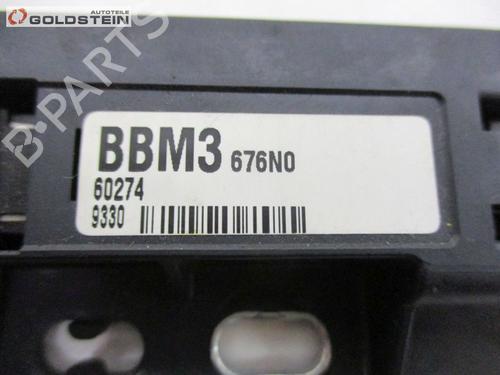 Autoteile
GOLDSTEIN
B-PARTS
BBM3 676N0
60274
9330